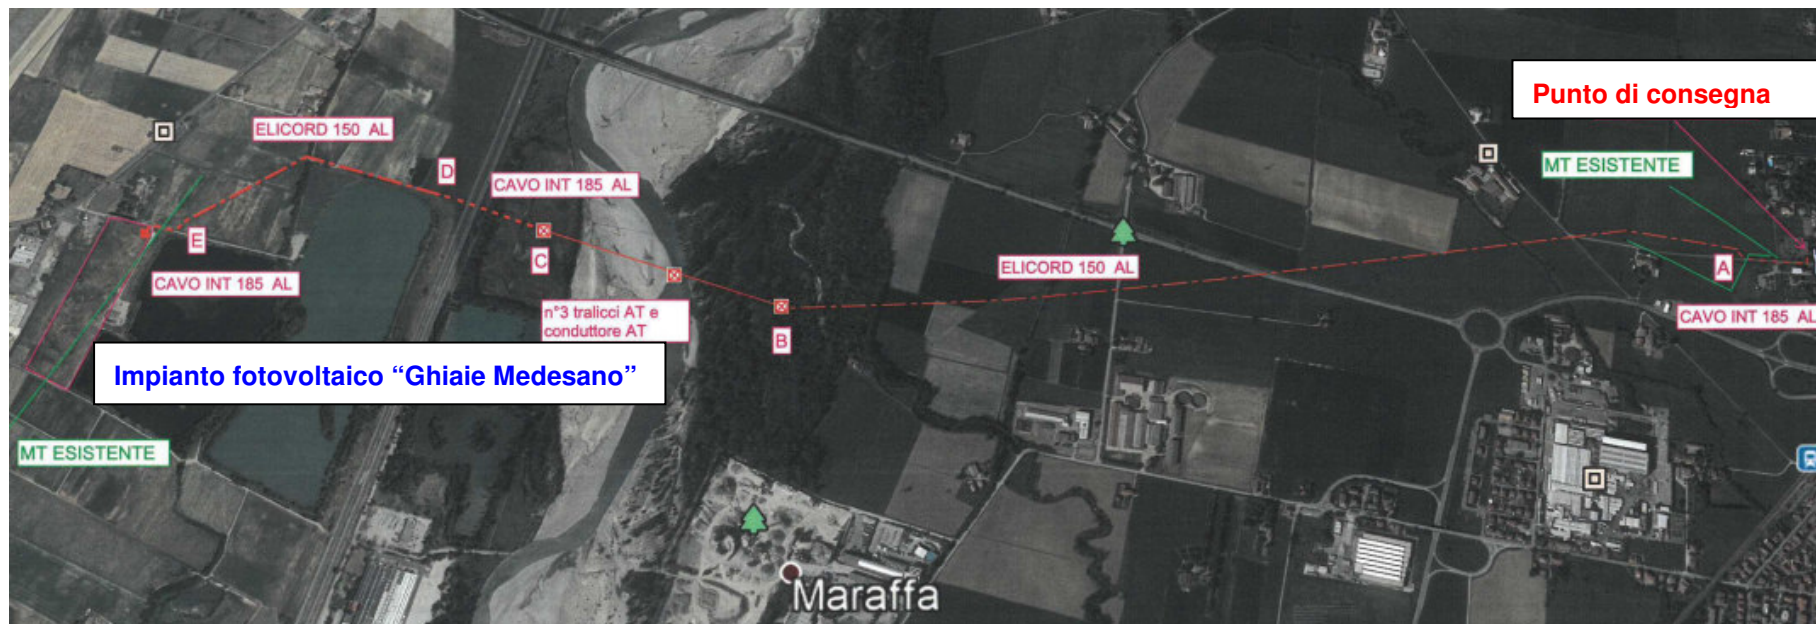 Punto di consegna
ELICORD 150 AL
D
CAVO INT 185 AL
MT ESISTENTE
E
C
ELICORD 150 AL
A
CAVO INT 185 AL
n°3 tralicci AT e
conduttore AT
CAVO INT 185 AL
B
Impianto fotovoltaico “Ghiaie Medesano”
MT ESISTENTE
Maraffa